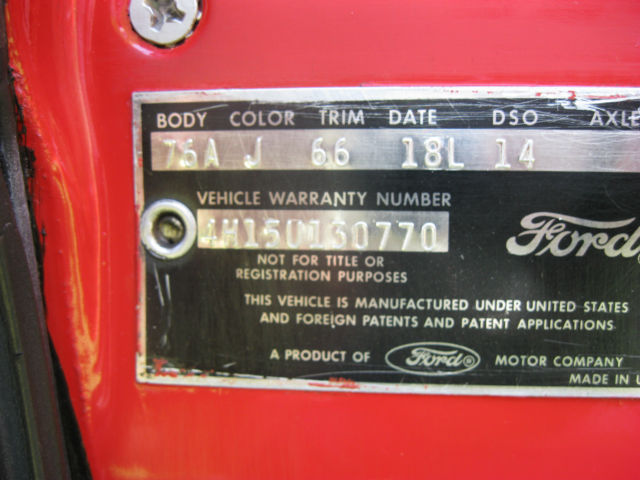 BODY COLOR TRIM DATE DSO AXLE
76A J 66 18L 14
VEHICLE WARRANTY NUMBER
Ford
NOT FOR TITLE OR
REGISTRATION PURPOSES
THIS VEHICLE IS MANUFACTURED UNDER UNITED STATES
AND FOREIGN PATENTS AND PATENT APPLICATIONS
A PRODUCT OF Ford ® MOTOR COMPANY
MADE IN U